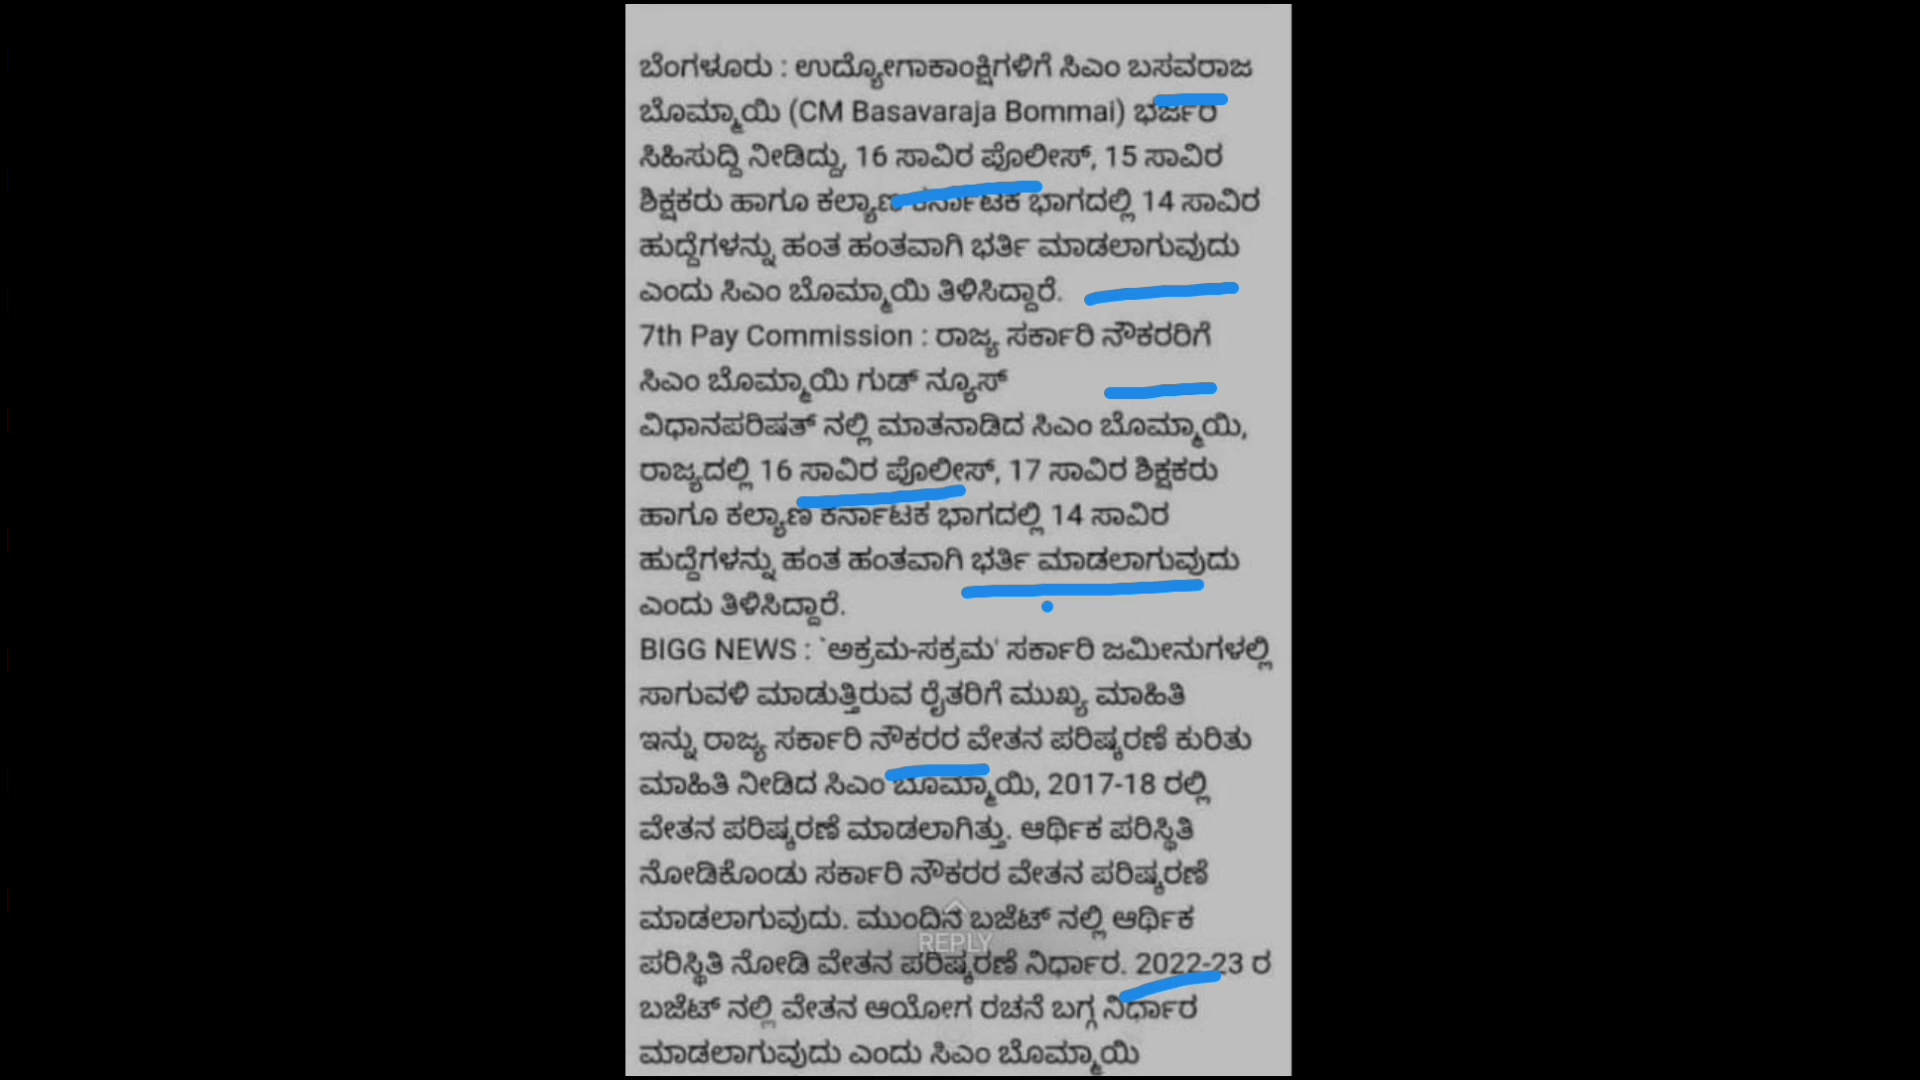 ಬೆಂಗಳೂರು : ಉದ್ಯೋಗಾಕಾಂಕ್ಷಿಗಳಿಗೆ ಸಿಎಂ ಬಸವರಾಜ
ಬೊಮ್ಮಾಯಿ (CM Basavaraja Bommai) ಭರ್ಜರಿ
ಸಿಹಿಸುದ್ದಿ ನೀಡಿದ್ದು, 16 ಸಾವಿರ ಪೊಲೀಸ್, 15 ಸಾವಿರ
ಶಿಕ್ಷಕರು ಹಾಗೂ ಕಲ್ಯಾಣ ಕರ್ನಾಟಕ ಭಾಗದಲ್ಲಿ 14 ಸಾವಿರ
ಹುದ್ದೆಗಳನ್ನು ಹಂತ ಹಂತವಾಗಿ ಭರ್ತಿ ಮಾಡಲಾಗುವುದು
ಎಂದು ಸಿಎಂ ಬೊಮ್ಮಾಯಿ ತಿಳಿಸಿದ್ದಾರೆ.
7th Pay Commission : ರಾಜ್ಯ ಸರ್ಕಾರಿ ನೌಕರರಿಗೆ
ಸಿಎಂ ಬೊಮ್ಮಾಯಿ ಗುಡ್ ನ್ಯೂಸ್
ವಿಧಾನಪರಿಷತ್ ನಲ್ಲಿ ಮಾತನಾಡಿದ ಸಿಎಂ ಬೊಮ್ಮಾಯಿ,
ರಾಜ್ಯದಲ್ಲಿ 16 ಸಾವಿರ ಪೊಲೀಸ್, 17 ಸಾವಿರ ಶಿಕ್ಷಕರು
ಹಾಗೂ ಕಲ್ಯಾಣ ಕರ್ನಾಟಕ ಭಾಗದಲ್ಲಿ 14 ಸಾವಿರ
ಹುದ್ದೆಗಳನ್ನು ಹಂತ ಹಂತವಾಗಿ ಭರ್ತಿ ಮಾಡಲಾಗುವುದು
ಎಂದು ತಿಳಿಸಿದ್ದಾರೆ.
BIGG NEWS : `ಅಕ್ರಮ-ಸಕ್ರಮ' ಸರ್ಕಾರಿ ಜಮೀನುಗಳಲ್ಲಿ
ಸಾಗುವಳಿ ಮಾಡುತ್ತಿರುವ ರೈತರಿಗೆ ಮುಖ್ಯ ಮಾಹಿತಿ
ಇನ್ನು ರಾಜ್ಯ ಸರ್ಕಾರಿ ನೌಕರರ ವೇತನ ಪರಿಷ್ಕರಣೆ ಕುರಿತು
ಮಾಹಿತಿ ನೀಡಿದ ಸಿಎಂ ಬೊಮ್ಮಾಯಿ, 2017-18 ರಲ್ಲಿ
ವೇತನ ಪರಿಷ್ಕರಣೆ ಮಾಡಲಾಗಿತ್ತು. ಆರ್ಥಿಕ ಪರಿಸ್ಥಿತಿ
ನೋಡಿಕೊಂಡು ಸರ್ಕಾರಿ ನೌಕರರ ವೇತನ ಪರಿಷ್ಕರಣೆ
ಮಾಡಲಾಗುವುದು. ಮುಂದಿನ ಬಜೆಟ್ ನಲ್ಲಿ ಆರ್ಥಿಕ
REPLY
ಪರಿಸ್ಥಿತಿ ನೋಡಿ ವೇತನ ಪರಿಷ್ಕರಣೆ ನಿರ್ಧಾರ. 2022-23 ರ
ಬಜೆಟ್ ನಲ್ಲಿ ವೇತನ ಆಯೋಗ ರಚನೆ ಬಗ್ಗ ನಿರ್ಧಾರ
ಮಾಡಲಾಗುವುದು ಎಂದು ಸಿಎಂ ಬೊಮ್ಮಾಯಿ